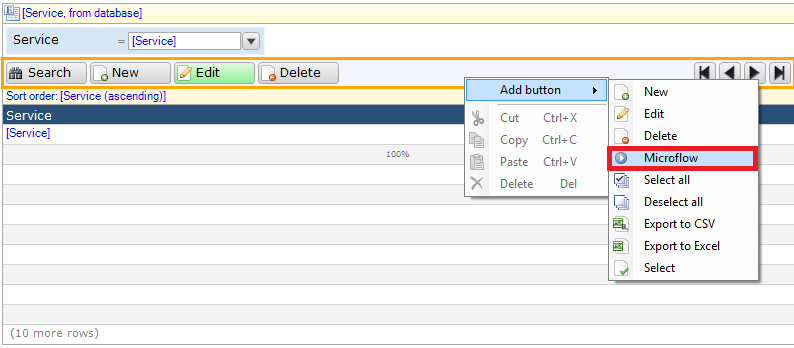 [Service, from database]
Service = [Service]
Search New Edit Delete
Sort order: [Service (ascending)]
Service
[Service]
100%
(10 more rows)
Add button
Cut Ctrl+X
Copy Ctrl+C
Paste Ctrl+V
Delete Del
New
Edit
Delete
Microflow
Select all
Deselect all
Export to CSV
Export to Excel
Select